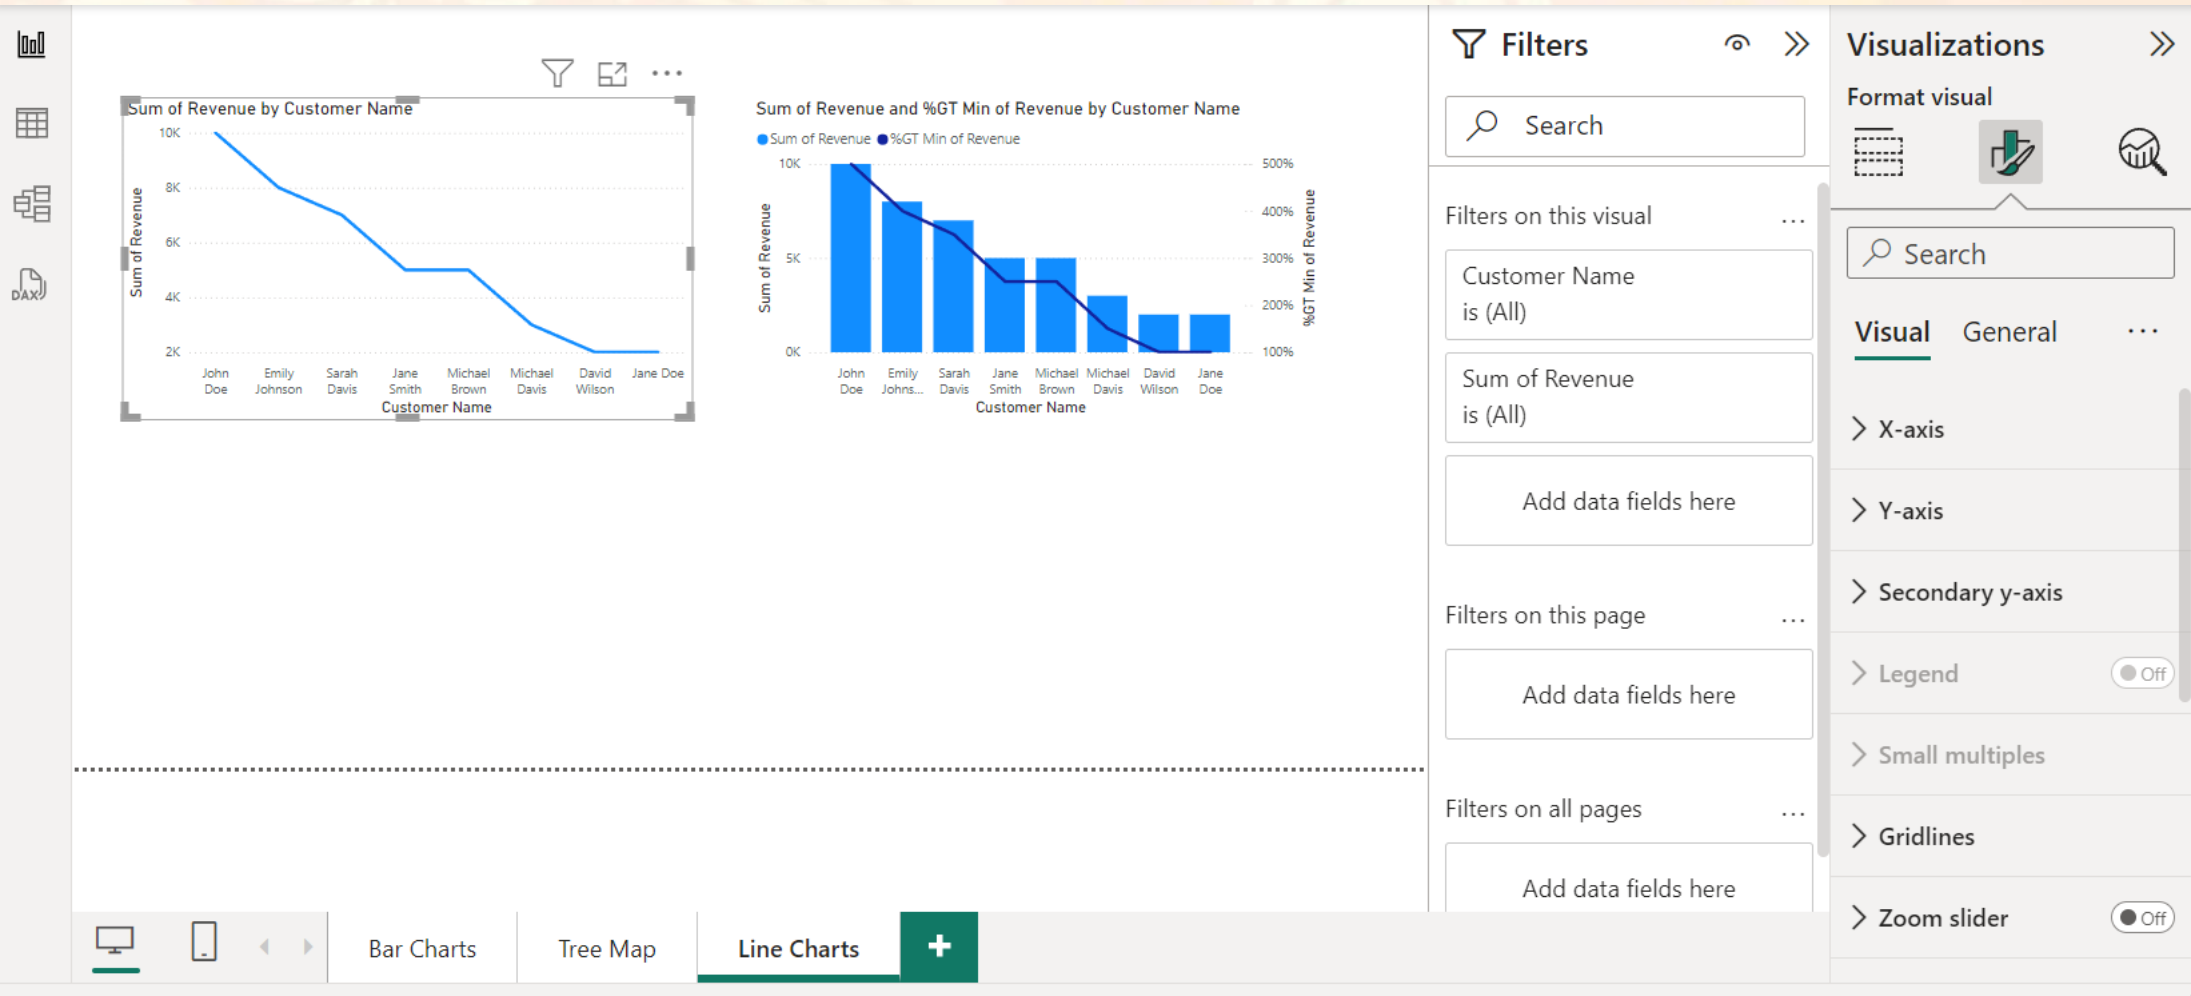 DAX
Sum of Revenue by Customer Name
10K
8K
6K
4K
2K
Sum of Revenue
John Doe
Emily Johnson
Sarah Davis
Jane Smith
Michael Brown
Michael Davis
David Wilson
Jane Doe
Customer Name
Sum of Revenue and %GT Min of Revenue by Customer Name
Sum of Revenue %GT Min of Revenue
10K
5K
0K
Sum of Revenue
500%
400%
300%
200%
100%
%GT Min of Revenue
John Doe
Emily Johns...
Sarah Davis
Jane Smith
Michael Brown
Michael Davis
David Wilson
Jane Doe
Customer Name
Bar Charts
Tree Map
Line Charts
Filters
Search
Filters on this visual
Customer Name
is (All)
Sum of Revenue
is (All)
Add data fields here
Filters on this page
Add data fields here
Filters on all pages
Add data fields here
Visualizations
Format visual
Search
Visual General
X-axis
Y-axis
Secondary y-axis
Legend Off
Small multiples
Gridlines
Zoom slider Off